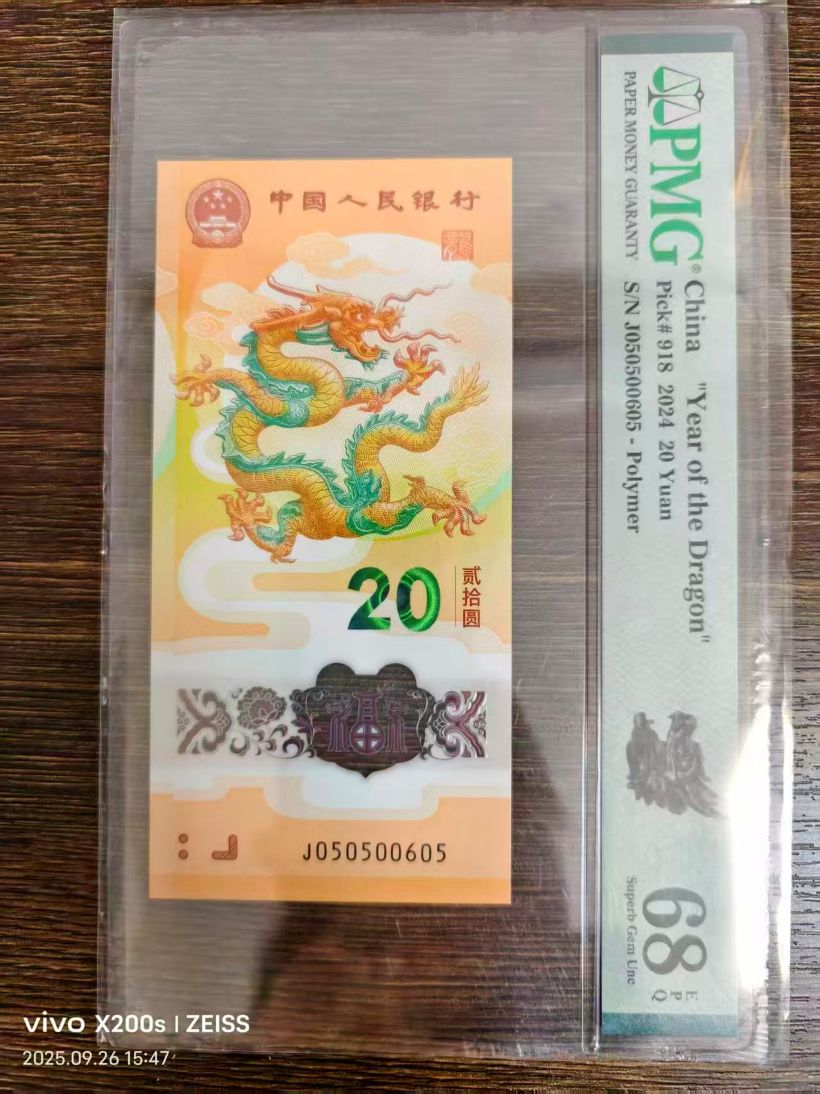 中国人民银行
龍
20
贰拾圆
福
J050500605
PMG®
PAPER MONEY GUARANTY
China "Year of the Dragon"
Pick# 918 2024 20 Yuan
S/N J050500605 - Polymer
68
EPQ
Superb Gem Unc
vivo X200s | ZEISS
2025.09.26 15:47